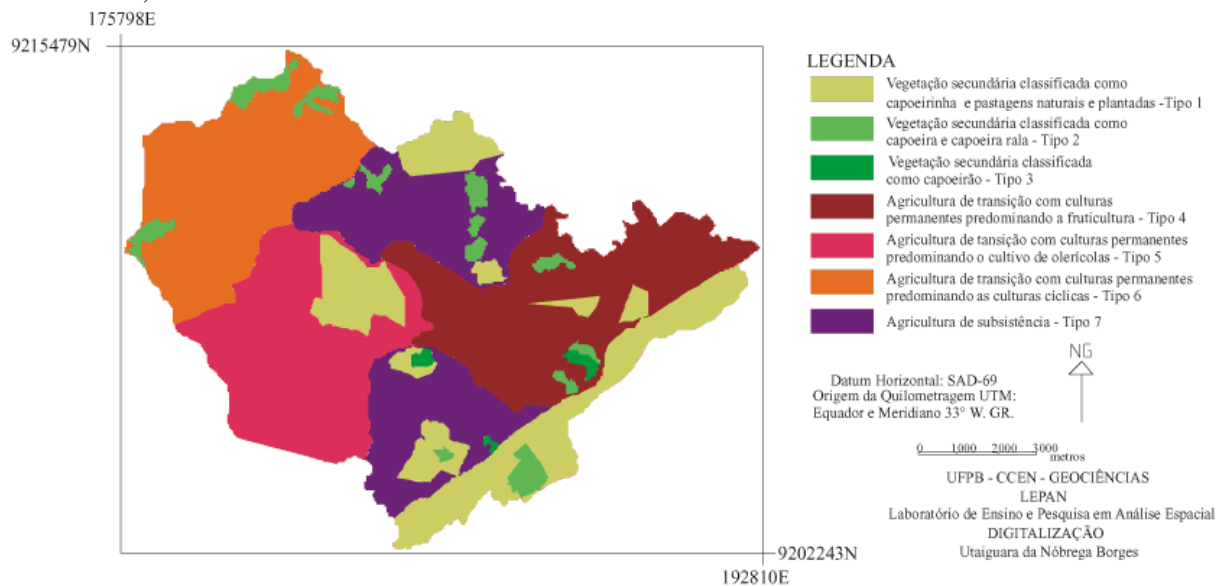 175798E
9215479N
LEGENDA
Vegetação secundária classificada como
capoeirinha e pastagens naturais e plantadas -Tipo 1
Vegetação secundária classificada como
capoeira e capoeira rala - Tipo 2
Vegetação secundária classificada
como capoeirão - Tipo 3
Agricultura de transição com culturas
permanentes predominando a fruticultura - Tipo 4
Agricultura de tansição com culturas permanentes
predominando o cultivo de olerícolas - Tipo 5
Agricultura de transição com culturas permanentes
predominando as culturas cíclicas - Tipo 6
Agricultura de subsistência - Tipo 7
NG
Datum Horizontal: SAD-69
Origem da Quilometragem UTM:
Equador e Meridiano 33° W. GR.
0 1,000 2000 3000
metros
UFPB - CCEN - GEOCIÊNCIAS
LEPAN
Laboratório de Ensino e Pesquisa em Análise Espacial
DIGITALIZAÇÃO
Utaiguara da Nóbrega Borges
9202243N
192810E